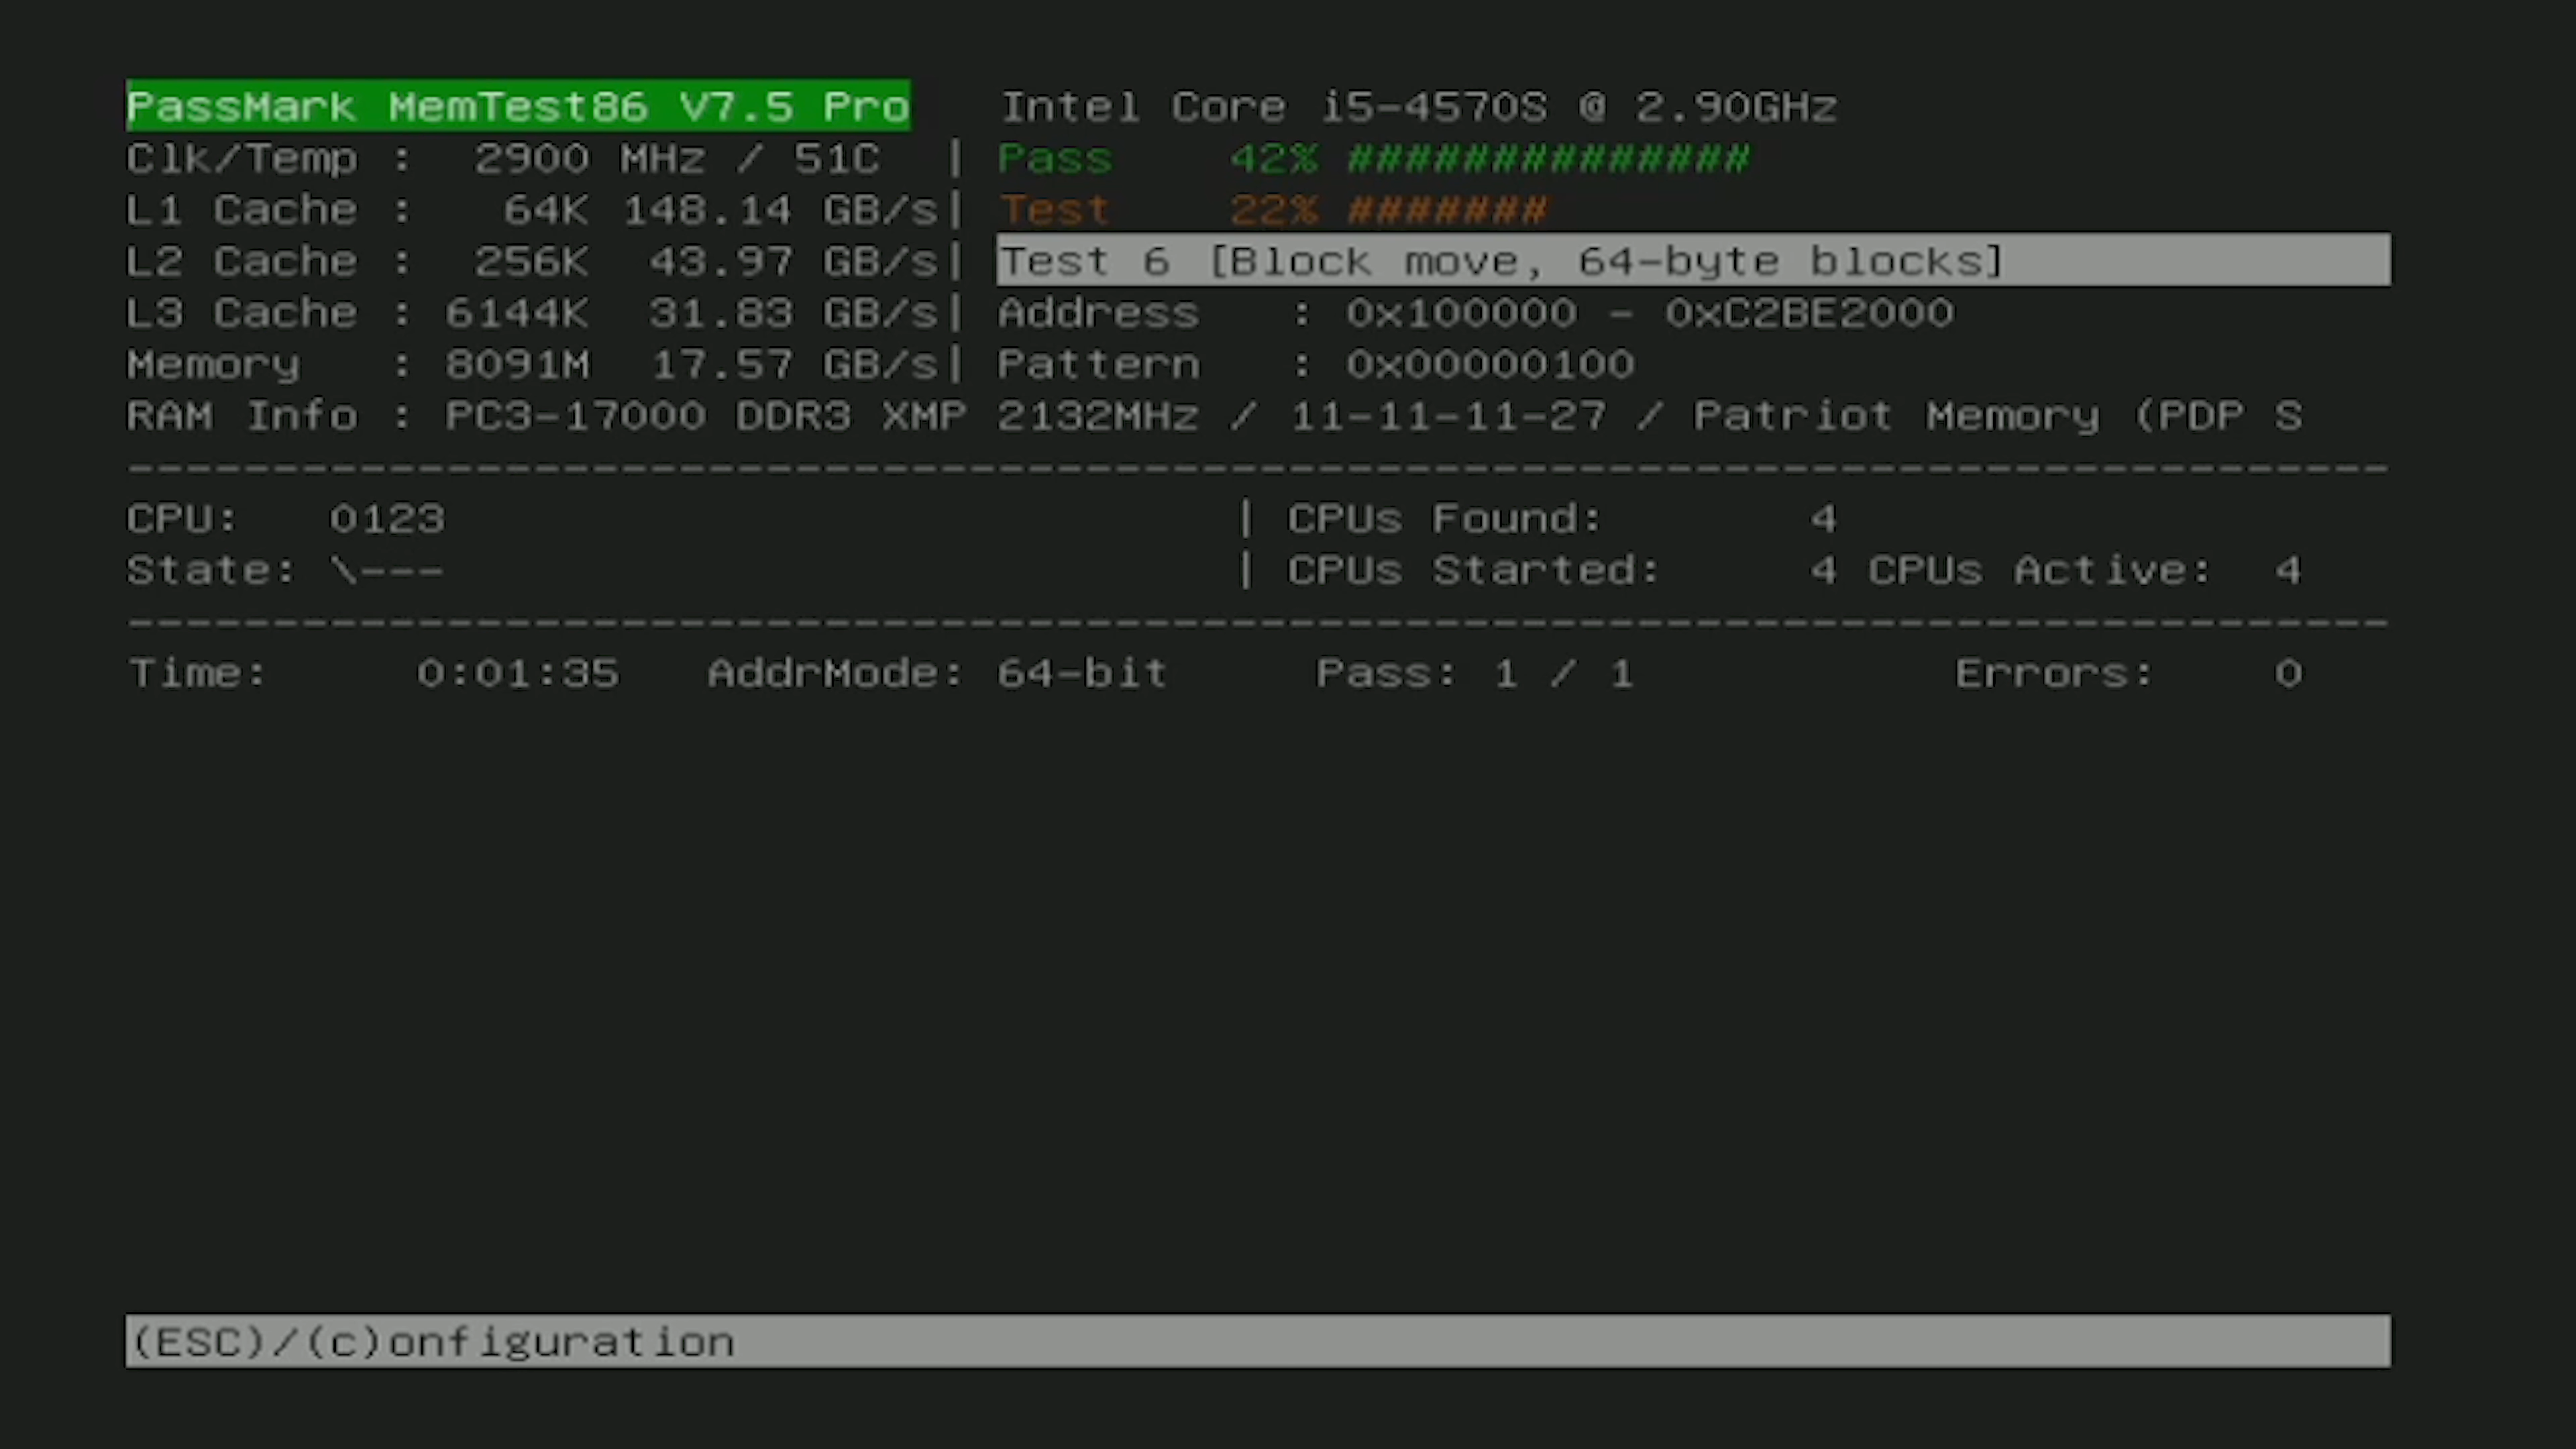 PassMark MemTest86 V7.5 Pro   Intel Core i5-4570S @ 2.90GHz
Clk/Temp :  2900 MHz / 51C  | Pass    42% ##############
L1 Cache :   64K 148.14 GB/s| Test    22% #######
L2 Cache :  256K  43.97 GB/s| Test 6 [Block move, 64-byte blocks]
L3 Cache : 6144K  31.83 GB/s| Address   : 0x100000 - 0xC2BE2000
Memory   : 8091M  17.57 GB/s| Pattern   : 0x00000100
RAM Info : PC3-17000 DDR3 XMP 2132MHz / 11-11-11-27 / Patriot Memory (PDP S
------------------------------------------------------------------------------
CPU:   0123                           | CPUs Found:       4
State: \---                           | CPUs Started:     4 CPUs Active:  4
------------------------------------------------------------------------------
Time:     0:01:35   AddrMode: 64-bit     Pass: 1 / 1           Errors:    0
(ESC)/(c)onfiguration